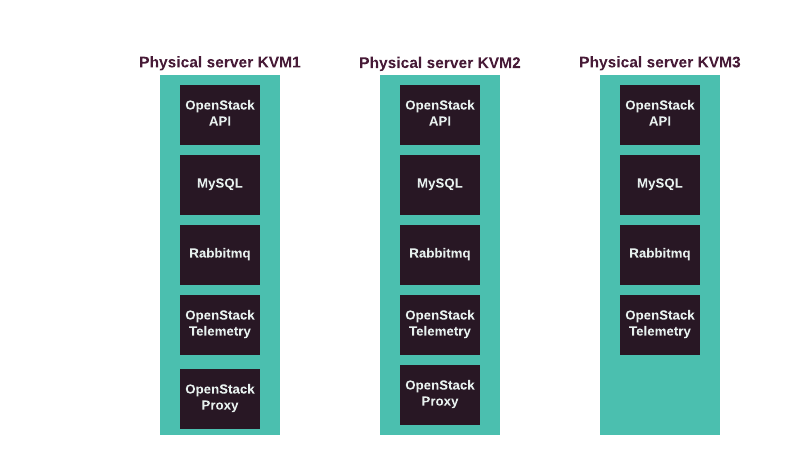 Physical server KVM1
OpenStack
API
MySQL
Rabbitmq
OpenStack
Telemetry
OpenStack
Proxy
Physical server KVM2
OpenStack
API
MySQL
Rabbitmq
OpenStack
Telemetry
OpenStack
Proxy
Physical server KVM3
OpenStack
API
MySQL
Rabbitmq
OpenStack
Telemetry